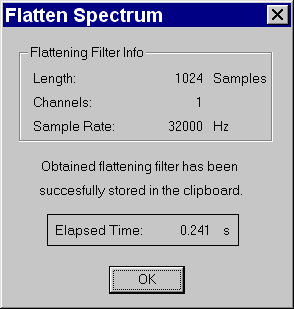 Flatten Spectrum
Flattening Filter Info
Length: 1024 Samples
Channels: 1
Sample Rate: 32000 Hz
Obtained flattening filter has been
succesfully stored in the clipboard.
Elapsed Time: 0.241 s
OK